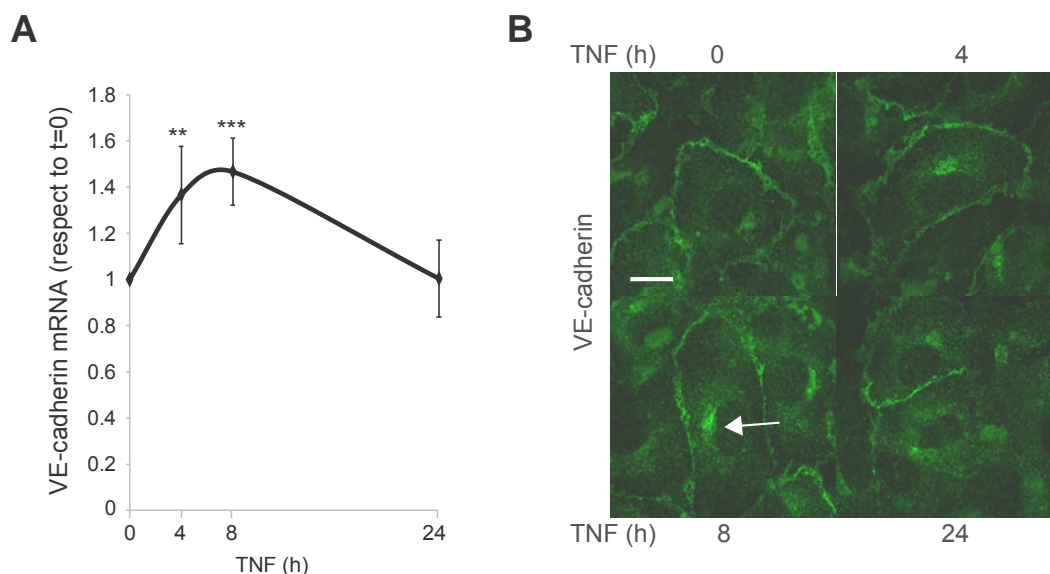 A
VE-cadherin mRNA (respect to t=0)
1.8
1.6
1.4
1.2
1
0.8
0.6
0.4
0.2
0
**
***
0 4 8 24
TNF (h)
B
TNF (h) 0 4
VE-cadherin
TNF (h) 8 24